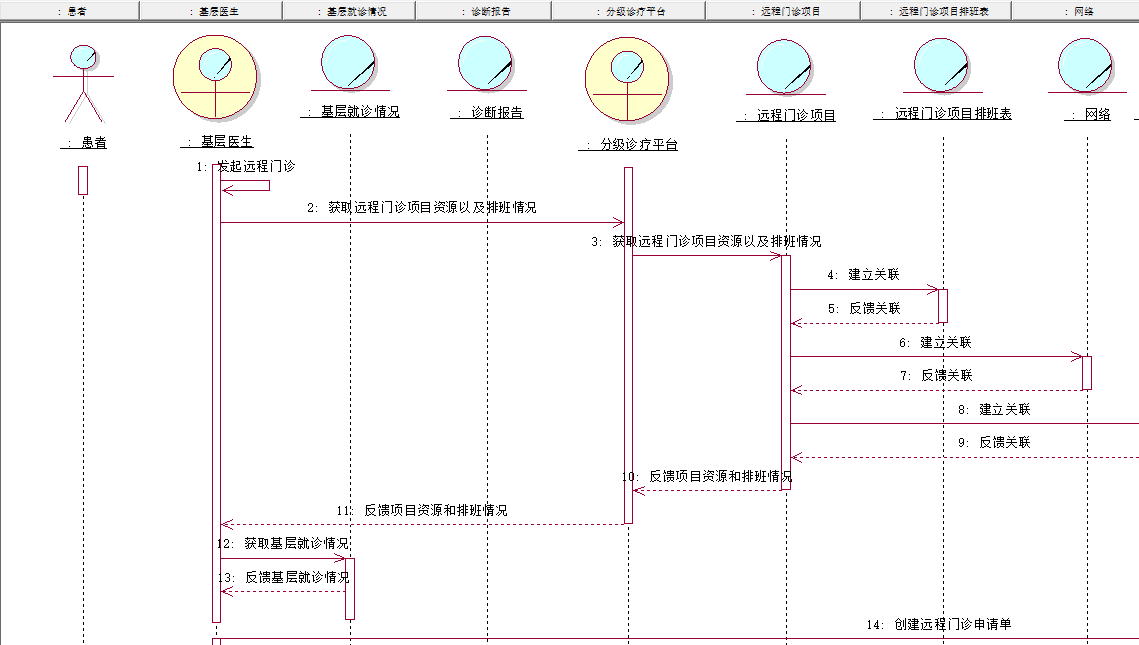 : 患者
: 基层医生
: 基层就诊情况
: 诊断报告
: 分级诊疗平台
: 远程门诊项目
: 远程门诊项目排班表
: 网络
: 患者
: 基层医生
: 基层就诊情况
: 诊断报告
: 分级诊疗平台
: 远程门诊项目
: 远程门诊项目排班表
: 网络
1: 发起远程门诊
2: 获取远程门诊项目资源以及排班情况
3: 获取远程门诊项目资源以及排班情况
4: 建立关联
5: 反馈关联
6: 建立关联
7: 反馈关联
8: 建立关联
9: 反馈关联
10: 反馈项目资源和排班情况
11: 反馈项目资源和排班情况
12: 获取基层就诊情况
13: 反馈基层就诊情况
14: 创建远程门诊申请单